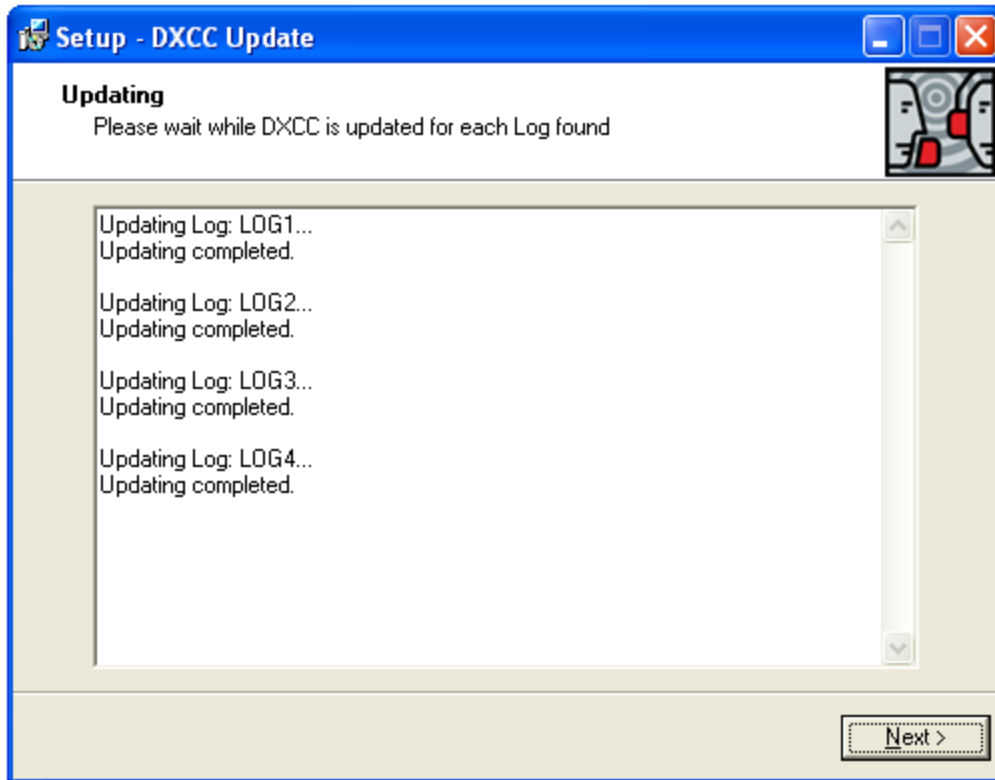 Setup - DXCC Update
Updating
Please wait while DXCC is updated for each Log found
Updating Log: LOG1...
Updating completed.
Updating Log: LOG2...
Updating completed.
Updating Log: LOG3...
Updating completed.
Updating Log: LOG4...
Updating completed.
Next >